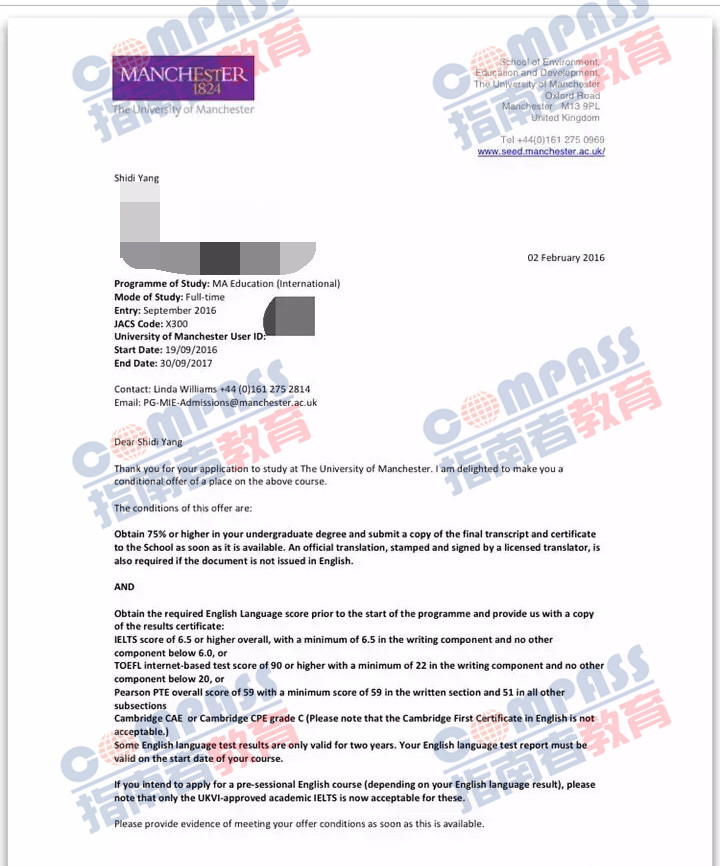 COMPASS
指南者教育
COMPASS
指南者教育
MANCHESTER
1824
The University of Manchester
School of Environment,
Education and Development,
The University of Manchester
Oxford Road
Manchester M13 9PL
United Kingdom
Tel +44(0)161 275 0969
www.seed.manchester.ac.uk/
Shidi Yang
02 February 2016
Programme of Study: MA Education (International)
Mode of Study: Full-time
Entry: September 2016
JACS Code: X300
University of Manchester User ID:
Start Date: 19/09/2016
End Date: 30/09/2017
Contact: Linda Williams +44 (0)161 275 2814
Email: PG-MIE-Admissions@manchester.ac.uk
COMPASS
指南者教育
COMPASS
指南者教育
Dear Shidi Yang
Thank you for your application to study at The University of Manchester. I am delighted to make you a
conditional offer of a place on the above course.
The conditions of this offer are:
Obtain 75% or higher in your undergraduate degree and submit a copy of the final transcript and certificate
to the School as soon as it is available. An official translation, stamped and signed by a licensed translator, is
also required if the document is not issued in English.
AND
Obtain the required English Language score prior to the start of the programme and provide us with a copy
of the results certificate:
IELTS score of 6.5 or higher overall, with a minimum of 6.5 in the writing component and no other
component below 6.0, or
TOEFL internet-based test score of 90 or higher with a minimum of 22 in the writing component and no other
component below 20, or
Pearson PTE overall score of 59 with a minimum score of 59 in the written section and 51 in all other
subsections
Cambridge CAE or Cambridge CPE grade C (Please note that the Cambridge First Certificate in English is not
acceptable.)
Some English language test results are only valid for two years. Your English language test report must be
valid on the start date of your course.
COMPASS
指南者教育
COMPASS
指南者教育
If you intend to apply for a pre-sessional English course (depending on your English language result), please
note that only the UKVI-approved academic IELTS is now acceptable for these.
Please provide evidence of meeting your offer conditions as soon as this is available.